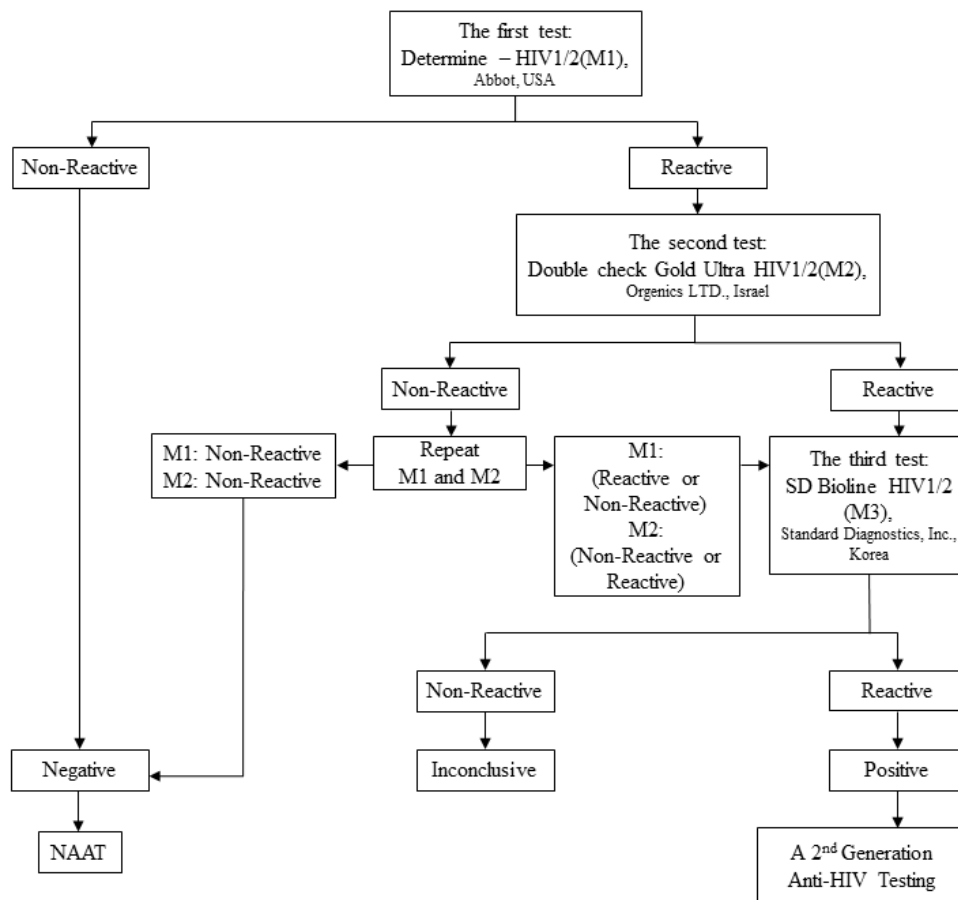 The first test:
Determine – HIV1/2(M1),
Abbot, USA
Non-Reactive
Reactive
The second test:
Double check Gold Ultra HIV1/2(M2),
Orgenics LTD., Israel
Non-Reactive
Reactive
M1: Non-Reactive
M2: Non-Reactive
Repeat
M1 and M2
M1:
(Reactive or
Non-Reactive)
M2:
(Non-Reactive or
Reactive)
The third test:
SD Bioline HIV1/2
(M3),
Standard Diagnostics, Inc.,
Korea
Non-Reactive
Reactive
Negative
Inconclusive
Positive
NAAT
A 2nd Generation
Anti-HIV Testing